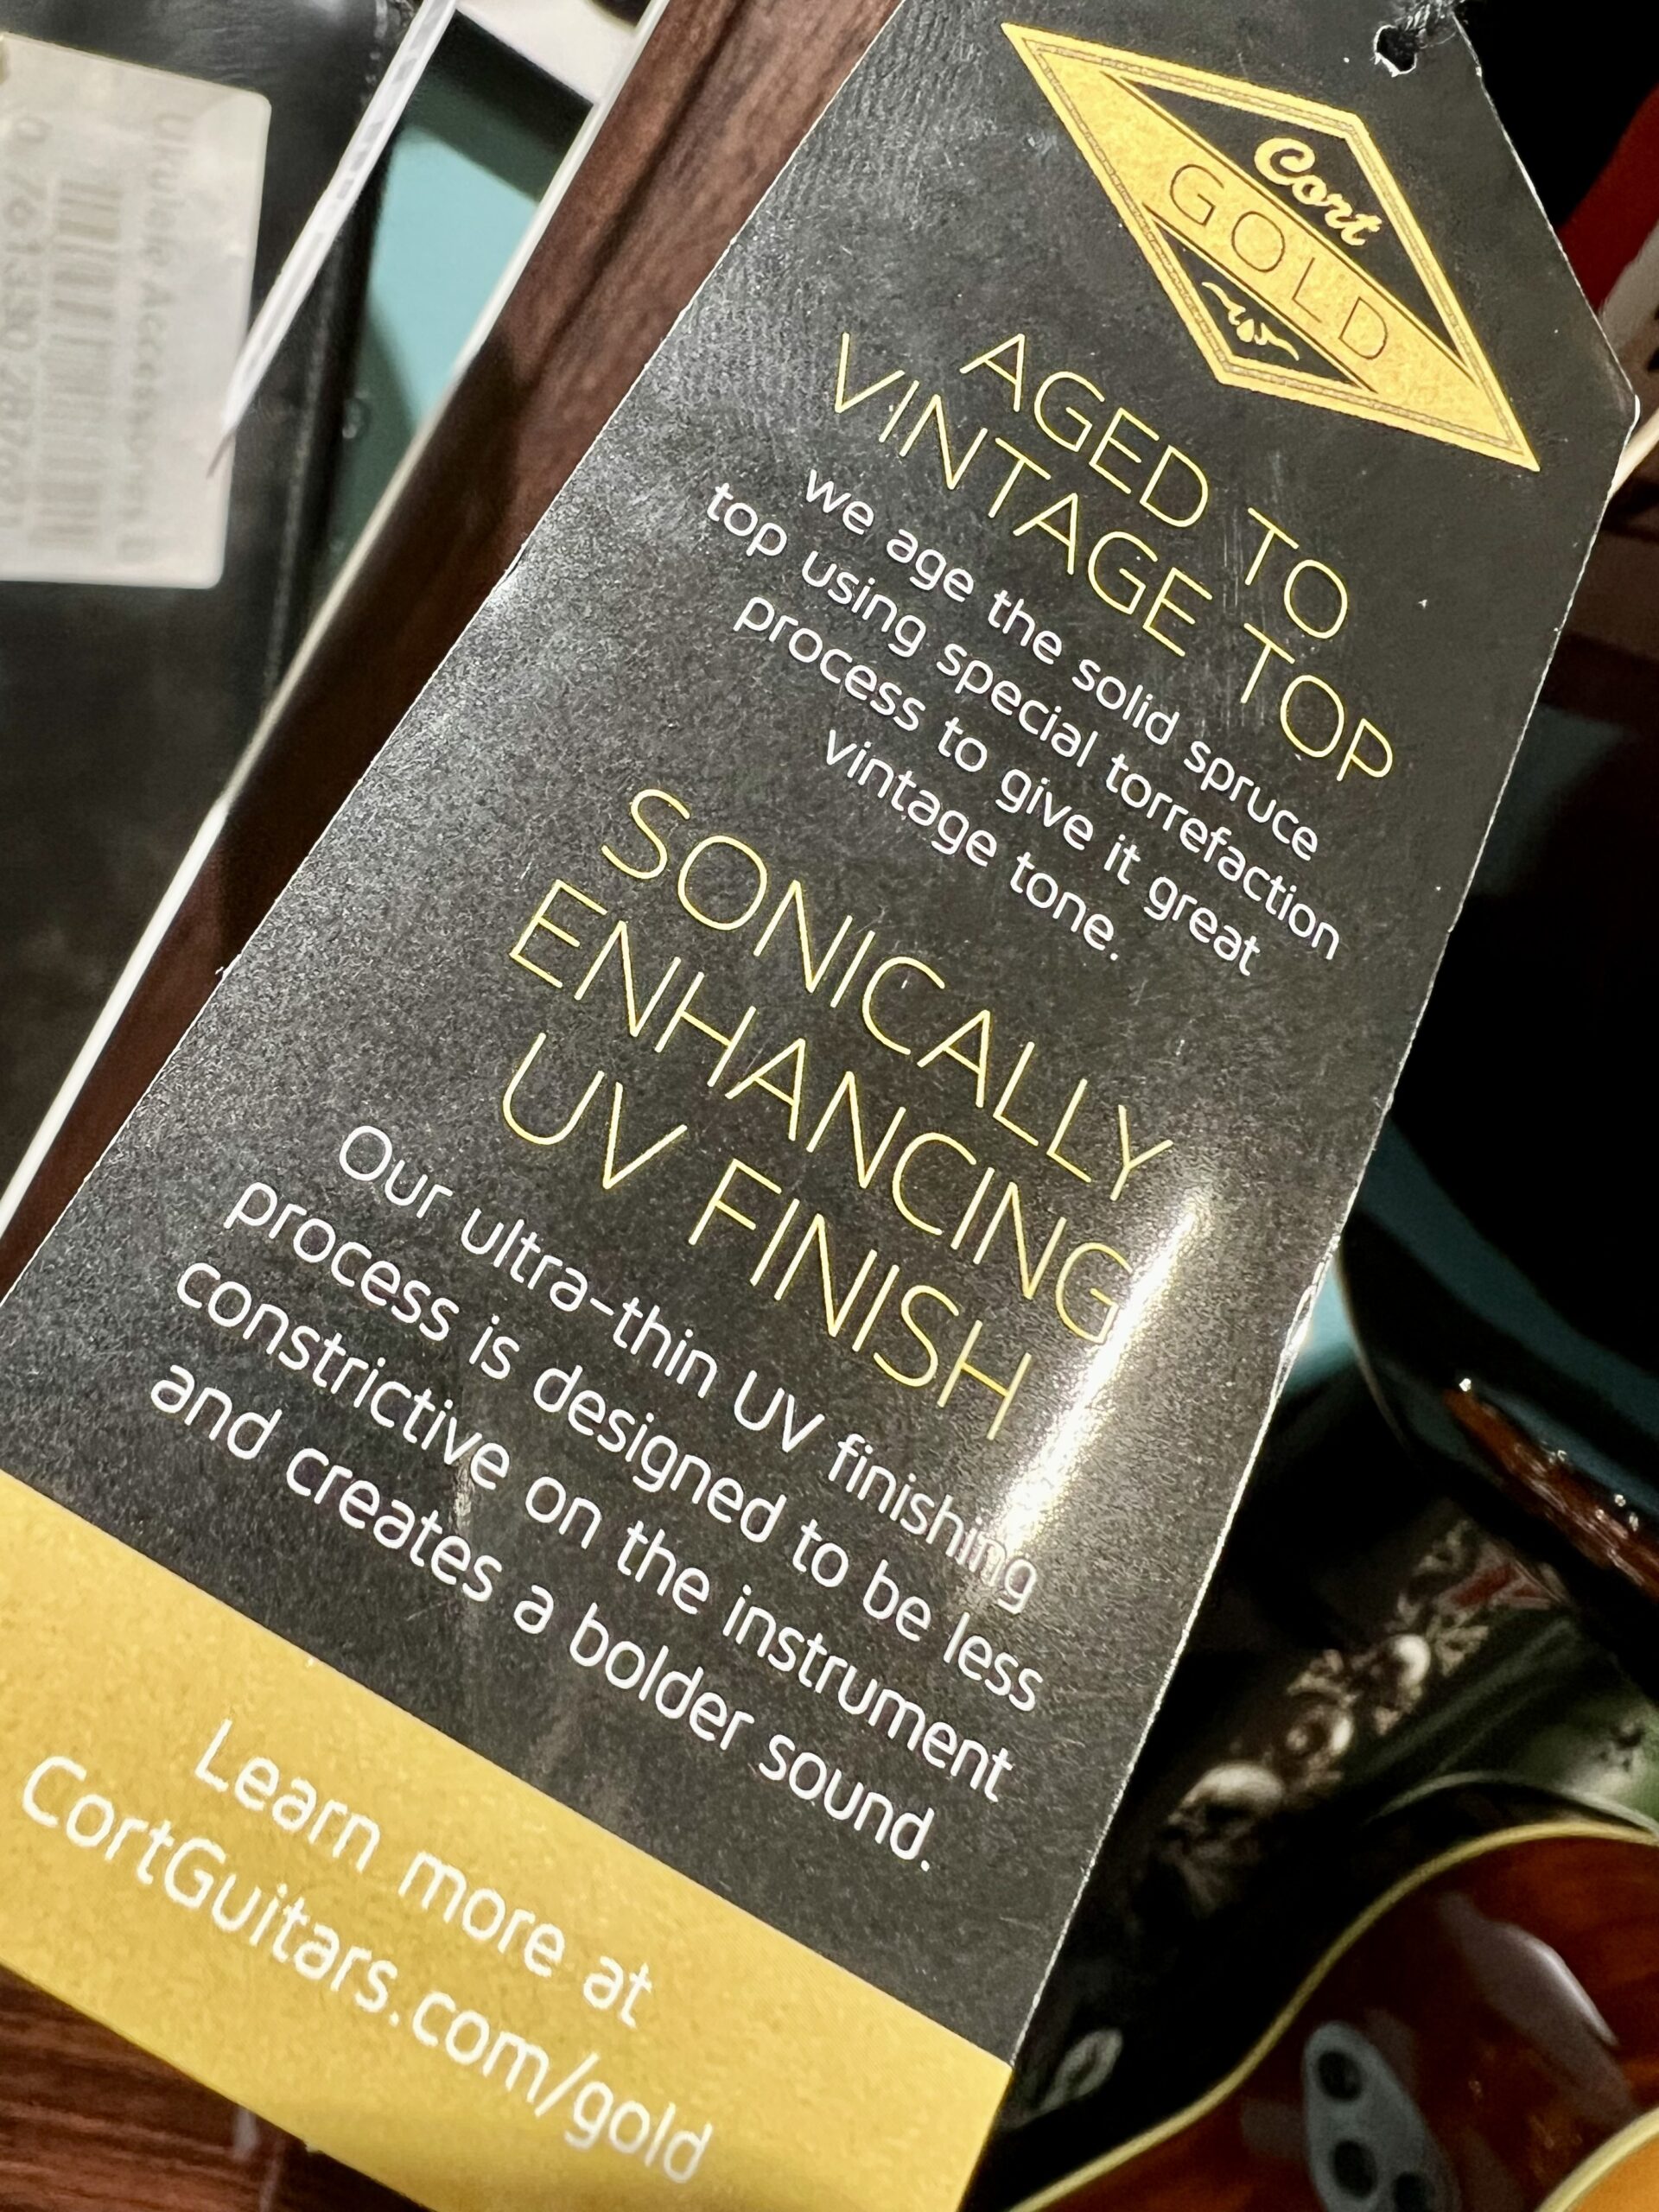 Cort
GOLD
AGED TO
VINTAGE TOP
we age the solid spruce
top using special torrefaction
process to give it great
vintage tone.
SONICALLY
ENHANCING
UV FINISH
Our ultra-thin UV finishing
process is designed to be less
constrictive on the instrument
and creates a bolder sound.
Learn more at
CortGuitars.com/gold
Ukulele Accessories